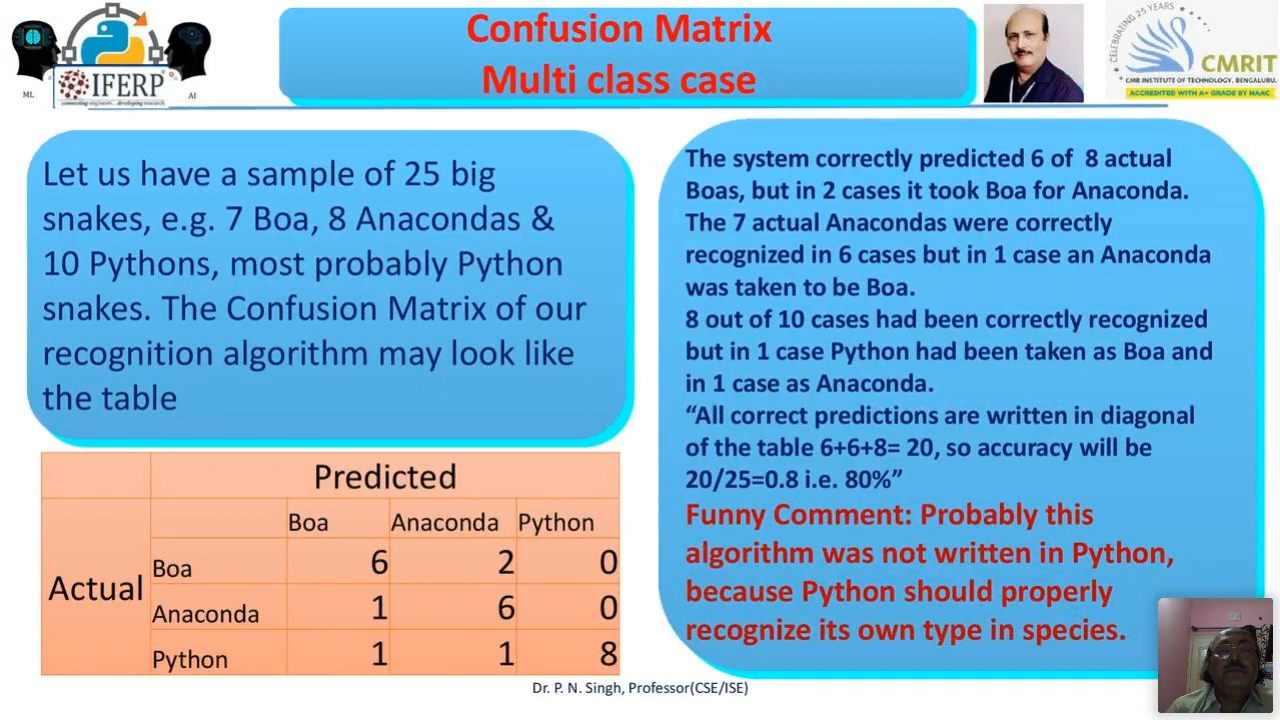 Confusion Matrix
Multi class case
ML
IFERP
connecting engineers... developing research
AI
CELEBRATING 25 YEARS
CMRIT
CMR INSTITUTE OF TECHNOLOGY, BENGALURU.
ACCREDITED WITH A+ GRADE BY NAAC
Let us have a sample of 25 big
snakes, e.g. 7 Boa, 8 Anacondas &
10 Pythons, most probably Python
snakes. The Confusion Matrix of our
recognition algorithm may look like
the table
Predicted
Boa Anaconda Python
Actual
Boa 6 2 0
Anaconda 1 6 0
Python 1 1 8
The system correctly predicted 6 of 8 actual
Boas, but in 2 cases it took Boa for Anaconda.
The 7 actual Anacondas were correctly
recognized in 6 cases but in 1 case an Anaconda
was taken to be Boa.
8 out of 10 cases had been correctly recognized
but in 1 case Python had been taken as Boa and
in 1 case as Anaconda.
“All correct predictions are written in diagonal
of the table 6+6+8= 20, so accuracy will be
20/25=0.8 i.e. 80%”
Funny Comment: Probably this
algorithm was not written in Python,
because Python should properly
recognize its own type in species.
Dr. P. N. Singh, Professor(CSE/ISE)